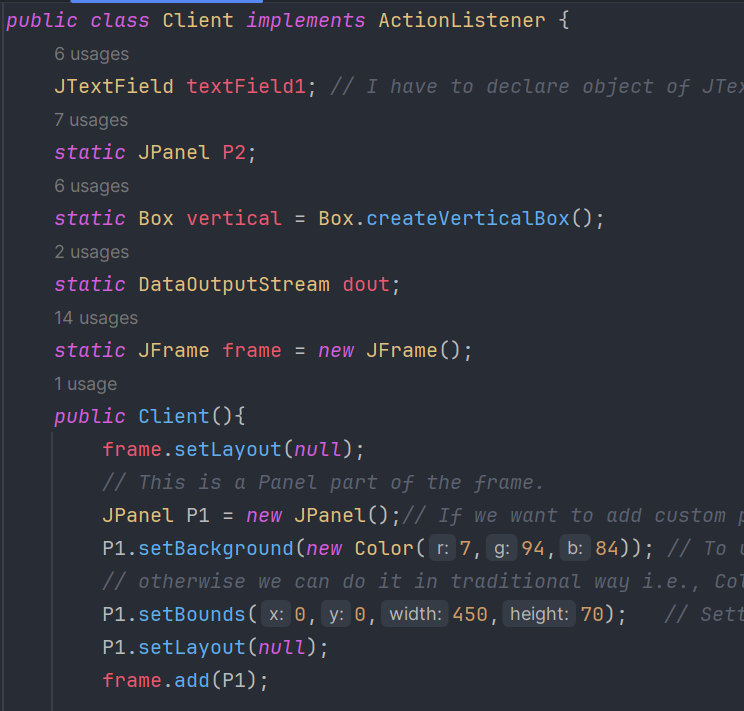 public class Client implements ActionListener {
6 usages
JTextField textField1; // I have to declare object of
7 usages
static JPanel P2;
6 usages
static Box vertical = Box.createVerticalBox();
2 usages
static DataOutputStream dout;
14 usages
static JFrame frame = new JFrame();
1 usage
public Client(){
frame.setLayout(null);
// This is a Panel part of the frame.
JPanel P1 = new JPanel();// If we want to add custom
P1.setBackground(new Color( r: 7, g: 94, b: 84)); // To
// otherwise we can do it in traditional way i.e.,
P1.setBounds( x: 0, y: 0, width: 450, height: 70); //
P1.setLayout(null);
frame.add(P1);